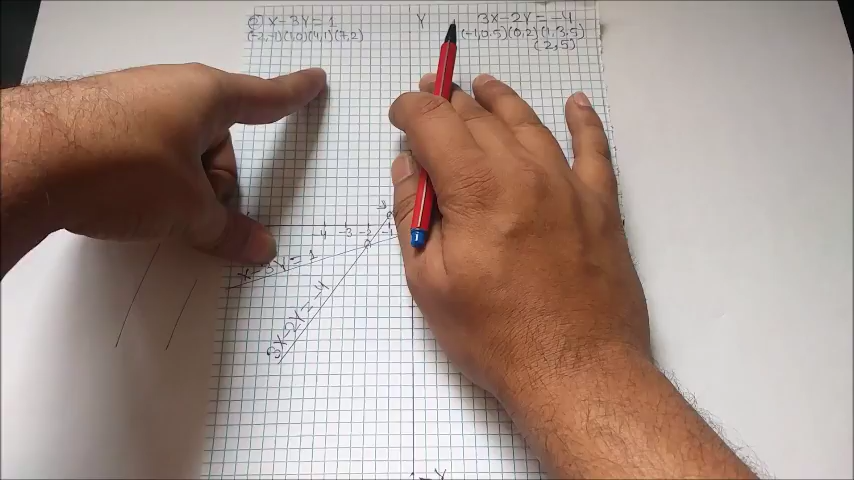 ② X-3Y=1
(-2,-1)(1,0)(4,1)(7,2)
Y
3X-2Y=-4
(-1,0.5)(0,2)(1,3.5)
(2,5)
-4 -3 -2 -1
X-3Y=1
3X-2Y=-4